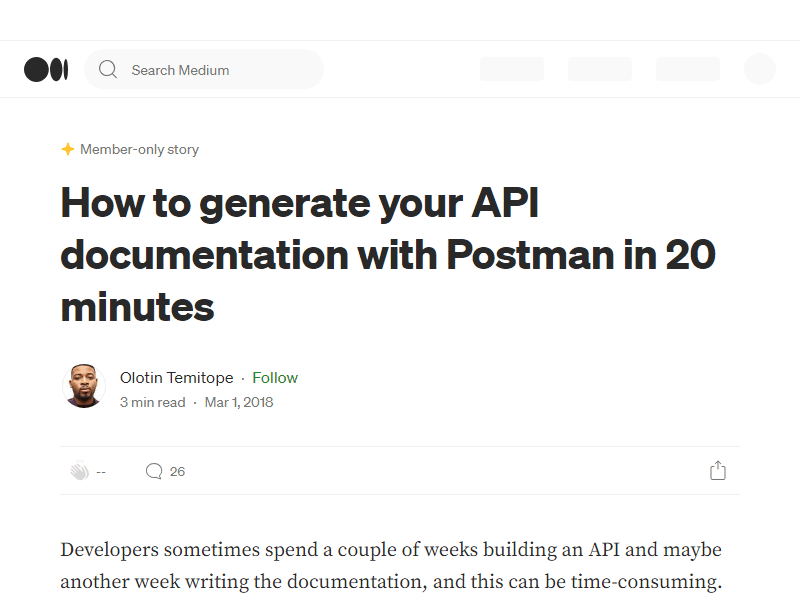 Search Medium
Member-only story
How to generate your API
documentation with Postman in 20
minutes
Olotin Temitope · Follow
3 min read · Mar 1, 2018
--
26
Developers sometimes spend a couple of weeks building an API and maybe
another week writing the documentation, and this can be time-consuming.